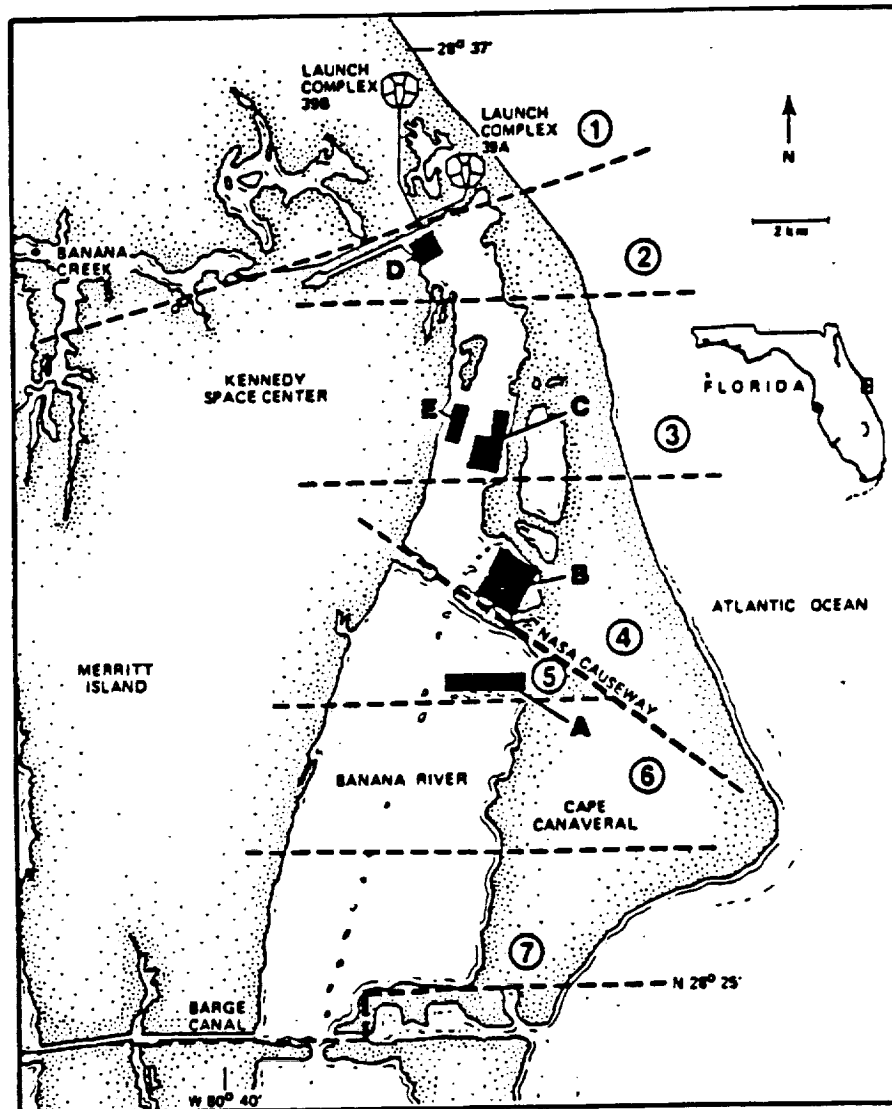 28° 37'
LAUNCH
COMPLEX
39B
LAUNCH
COMPLEX
39A
1
N
2 km
BANANA
CREEK
D
2
KENNEDY
SPACE CENTER
FLORIDA
E
C
3
B
ATLANTIC OCEAN
4
NASA CAUSEWAY
MERRITT
ISLAND
5
A
BANANA RIVER
6
CAPE
CANAVERAL
7
N 28° 25'
BARGE
CANAL
W 80° 40'